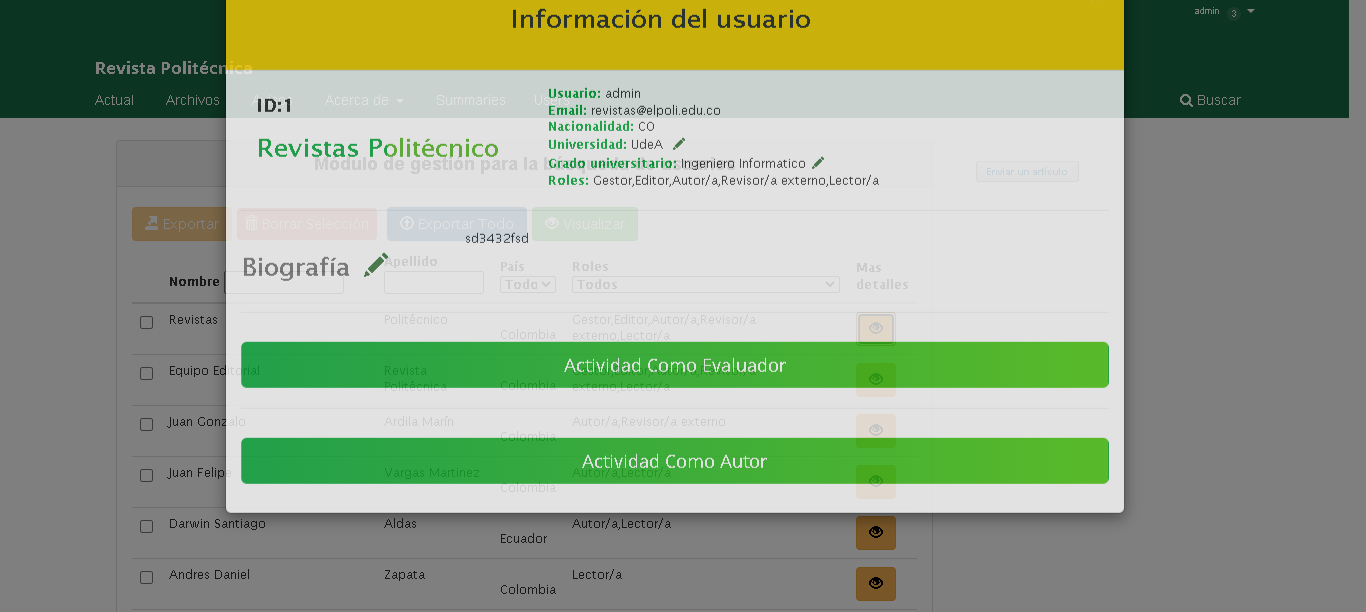 Información del usuario
admin 3
Revista Politécnica
Actual Archivos Acerca de Summaries Users Buscar
ID:1
Revistas Politécnico
Usuario: admin
Email: revistas@elpoli.edu.co
Nacionalidad: CO
Universidad: UdeA
Grado universitario: Ingeniero Informatico
Roles: Gestor,Editor,Autor/a,Revisor/a externo,Lector/a
Modulo de gestión para la
Enviar un artículo
Exportar Borrar Selección Exportar Todo Visualizar
sd3432fsd
Biografía
Nombre Apellido País Roles Mas detalles
Todo Todos
Revistas Politécnico Colombia Gestor,Editor,Autor/a,Revisor/a externo,Lector/a
Actividad Como Evaluador
Equipo Editorial Revista Politécnica Colombia externo,Lector/a
Juan Gonzalo Ardila Marín Colombia Autor/a,Revisor/a externo
Actividad Como Autor
Juan Felipe Vargas Martinez Colombia Autor/a,Lector/a
Darwin Santiago Aldas Ecuador Autor/a,Lector/a
Andres Daniel Zapata Colombia Lector/a